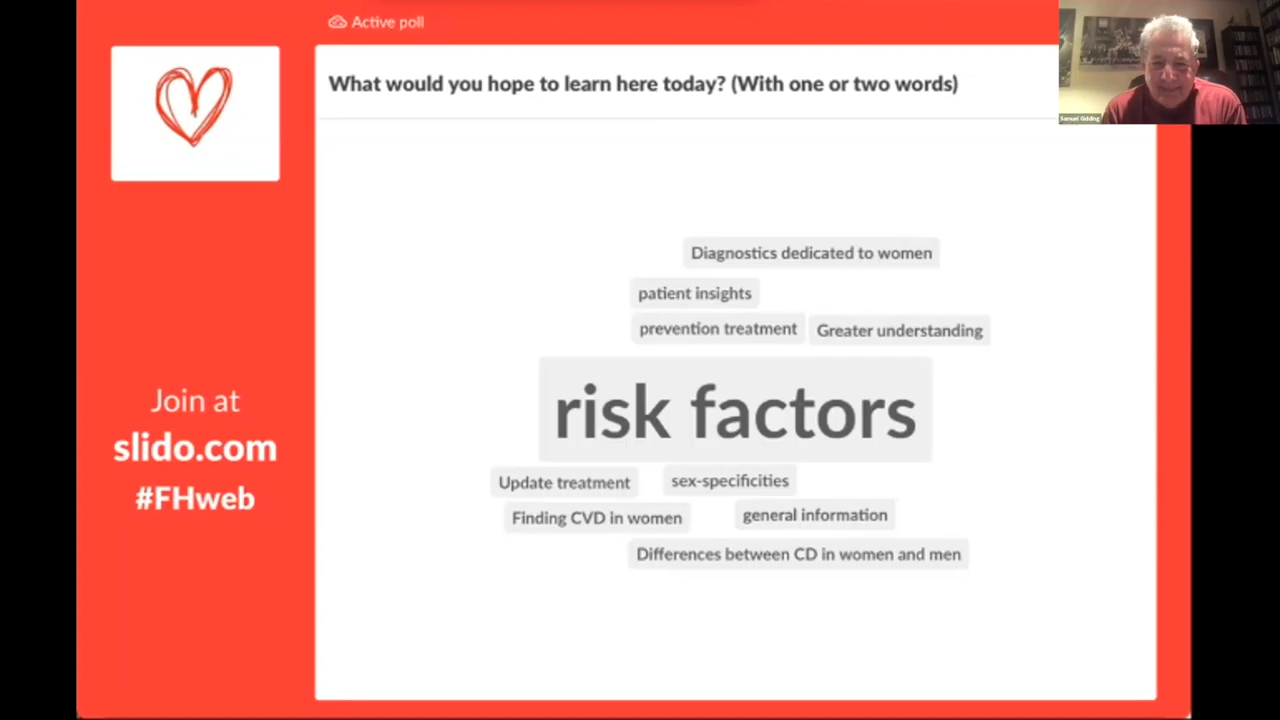 Active poll
What would you hope to learn here today? (With one or two words)
Samuel Gidding
Diagnostics dedicated to women
patient insights
prevention treatment
Greater understanding
risk factors
Update treatment
sex-specificities
Finding CVD in women
general information
Differences between CD in women and men
Join at
slido.com
#FHweb